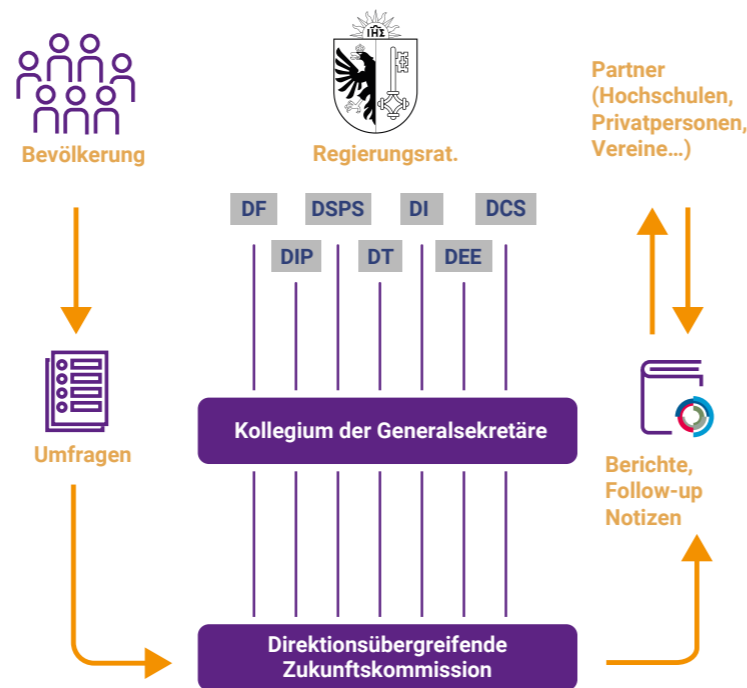 IHS
Bevölkerung
Regierungsrat.
Partner
(Hochschulen,
Privatpersonen,
Vereine…)
DF
DSPS
DI
DCS
DIP
DT
DEE
Kollegium der Generalsekretäre
Umfragen
Berichte,
Follow-up
Notizen
Direktionsübergreifende
Zukunftskommission